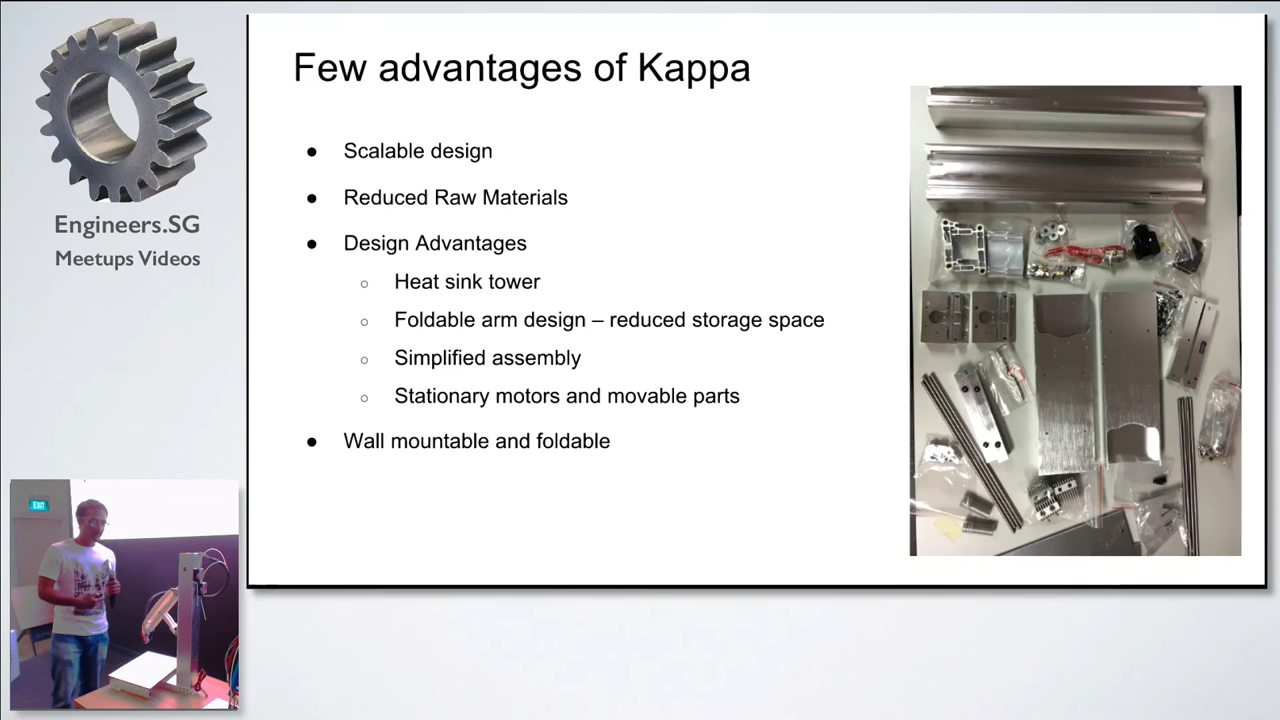 Few advantages of Kappa
● Scalable design
● Reduced Raw Materials
● Design Advantages
○ Heat sink tower
○ Foldable arm design – reduced storage space
○ Simplified assembly
○ Stationary motors and movable parts
● Wall mountable and foldable
Engineers.SG
Meetups Videos
EXIT